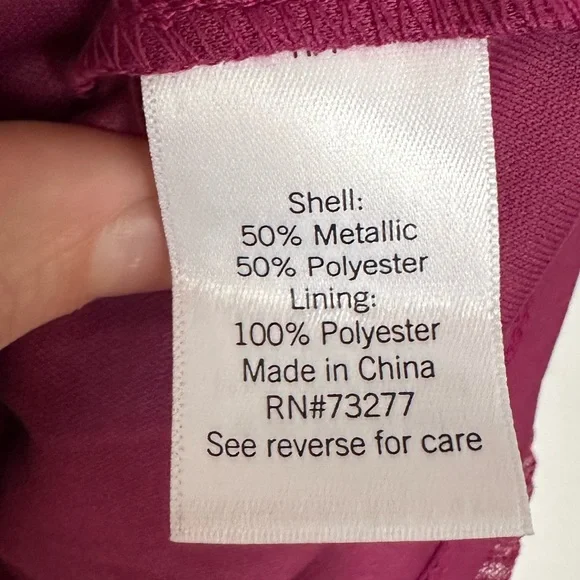 Shell:
50% Metallic
50% Polyester
Lining:
100% Polyester
Made in China
RN#73277
See reverse for care